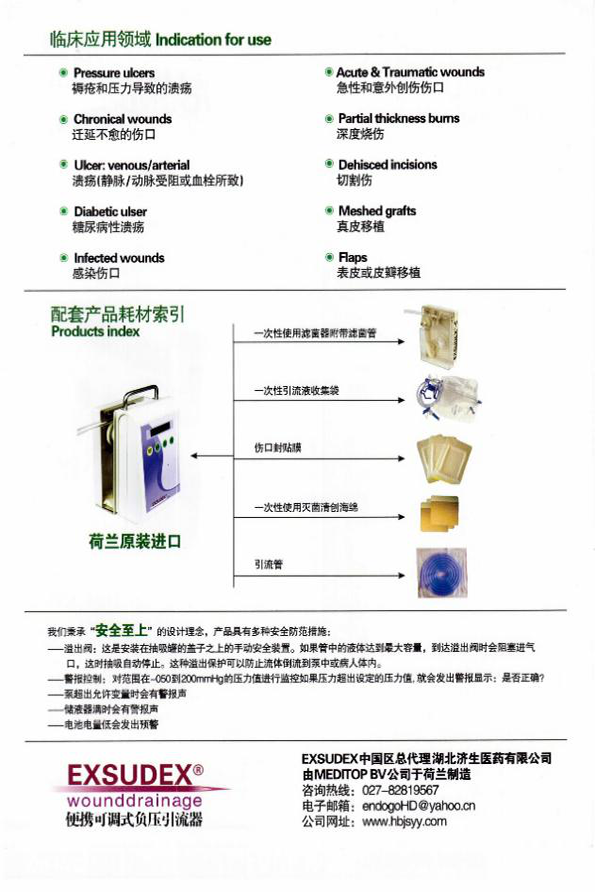 临床应用领域 Indication for use
Pressure ulcers
褥疮和压力导致的溃疡
Chronical wounds
迁延不愈的伤口
Ulcer: venous/arterial
溃疡(静脉/动脉受阻或血栓所致)
Diabetic ulser
糖尿病性溃疡
Infected wounds
感染伤口
Acute & Traumatic wounds
急性和意外创伤伤口
Partial thickness burns
深度烧伤
Dehisced incisions
切割伤
Meshed grafts
真皮移植
Flaps
表皮或皮瓣移植
配套产品耗材索引
Products index
一次性使用滤菌器附带滤菌管
EXSUDEX
一次性引流液收集袋
伤口封贴膜
一次性使用灭菌清创海绵
引流管
荷兰原装进口
我们秉承“安全至上”的设计理念,产品具有多种安全防范措施:
——溢出阀:这是安装在抽吸罐的盖子之上的手动安全装置。如果管中的液体达到最大容量,到达溢出阀时会阻塞进气
口,这时抽吸自动停止。这种溢出保护可以防止流体倒流到泵中或病人体内。
——警报控制:对范围在-050到200mmHg的压力值进行监控如果压力超出设定的压力值,就会发出警报显示:是否正确?
——泵超出允许变量时会有警报声
——储液器满时会有警报声
——电池电量低会发出预警
EXSUDEX®
wounddrainage
便携可调式负压引流器
EXSUDEX中国区总代理湖北济生医药有限公司
由MEDITOP BV公司于荷兰制造
咨询热线:027-82819567
电子邮箱:endogoHD@yahoo.cn
公司网址:www.hbjsyy.com